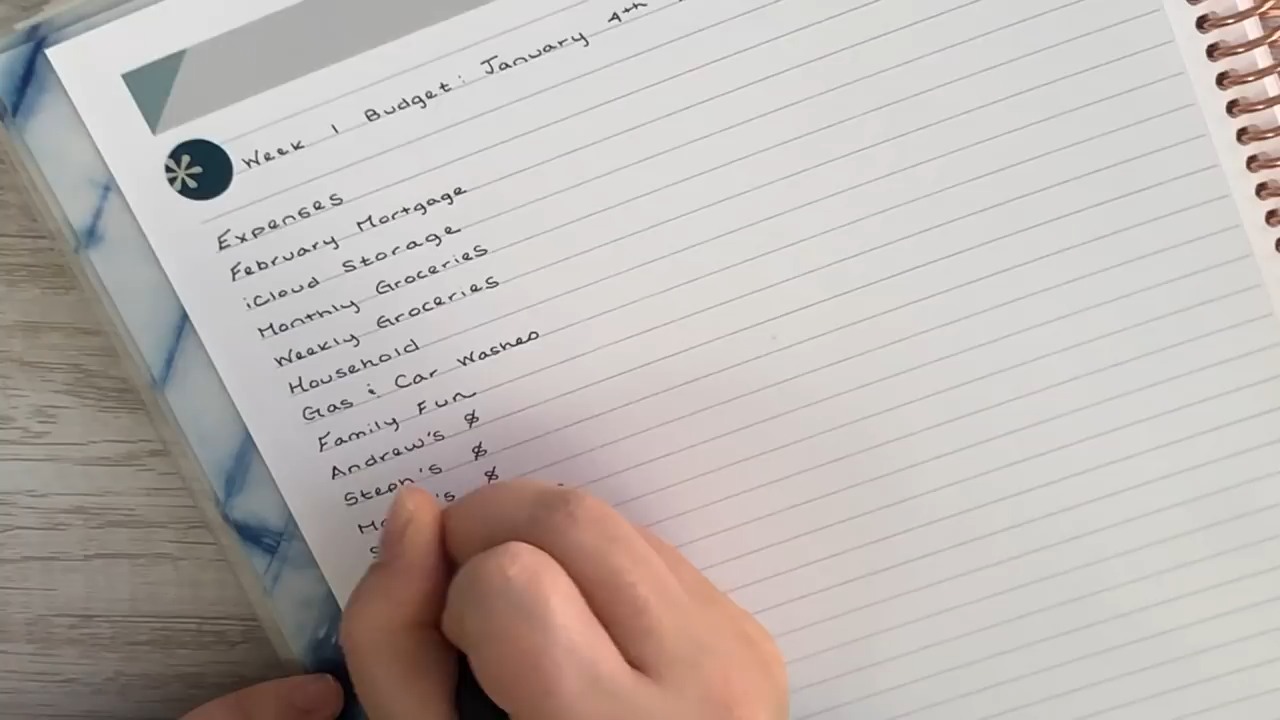 Week 1 Budget: January 4th
Expenses
February Mortgage
iCloud Storage
Monthly Groceries
Weekly Groceries
Household
Gas & Car Washes
Family Fun
Andrew's $
Steph's $
's $